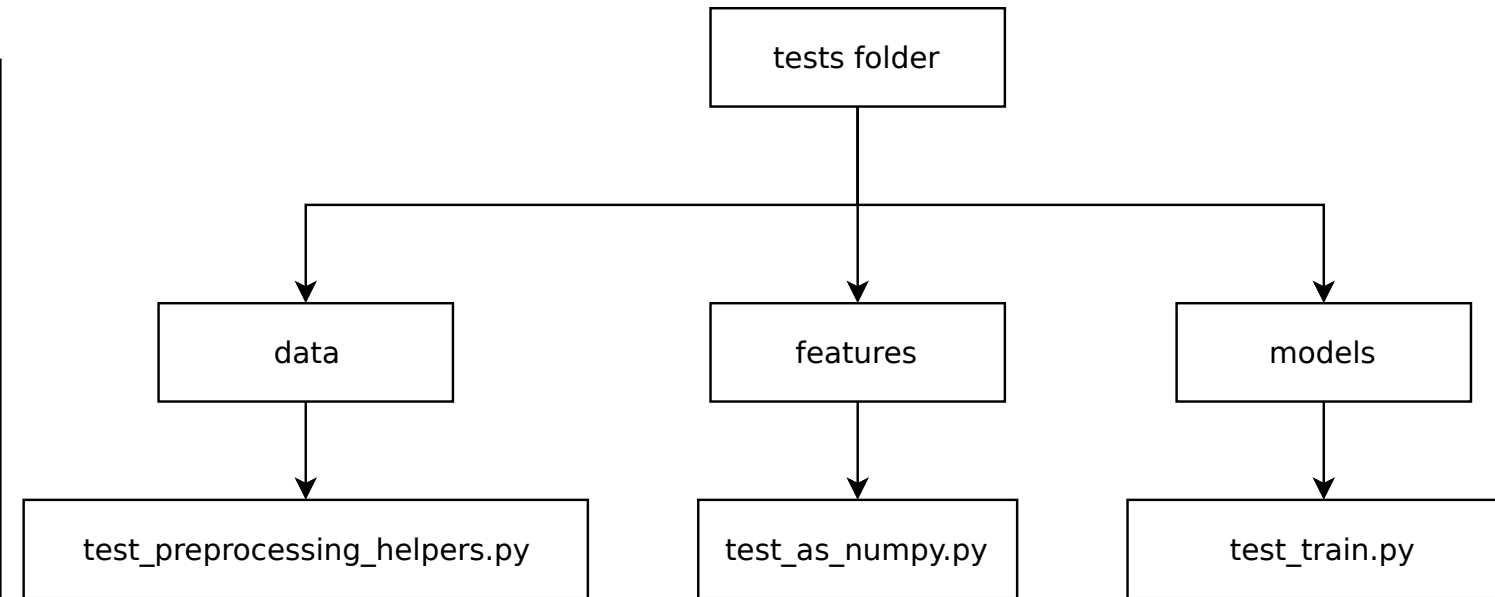 tests folder
data
features
models
test_preprocessing_helpers.py
test_as_numpy.py
test_train.py